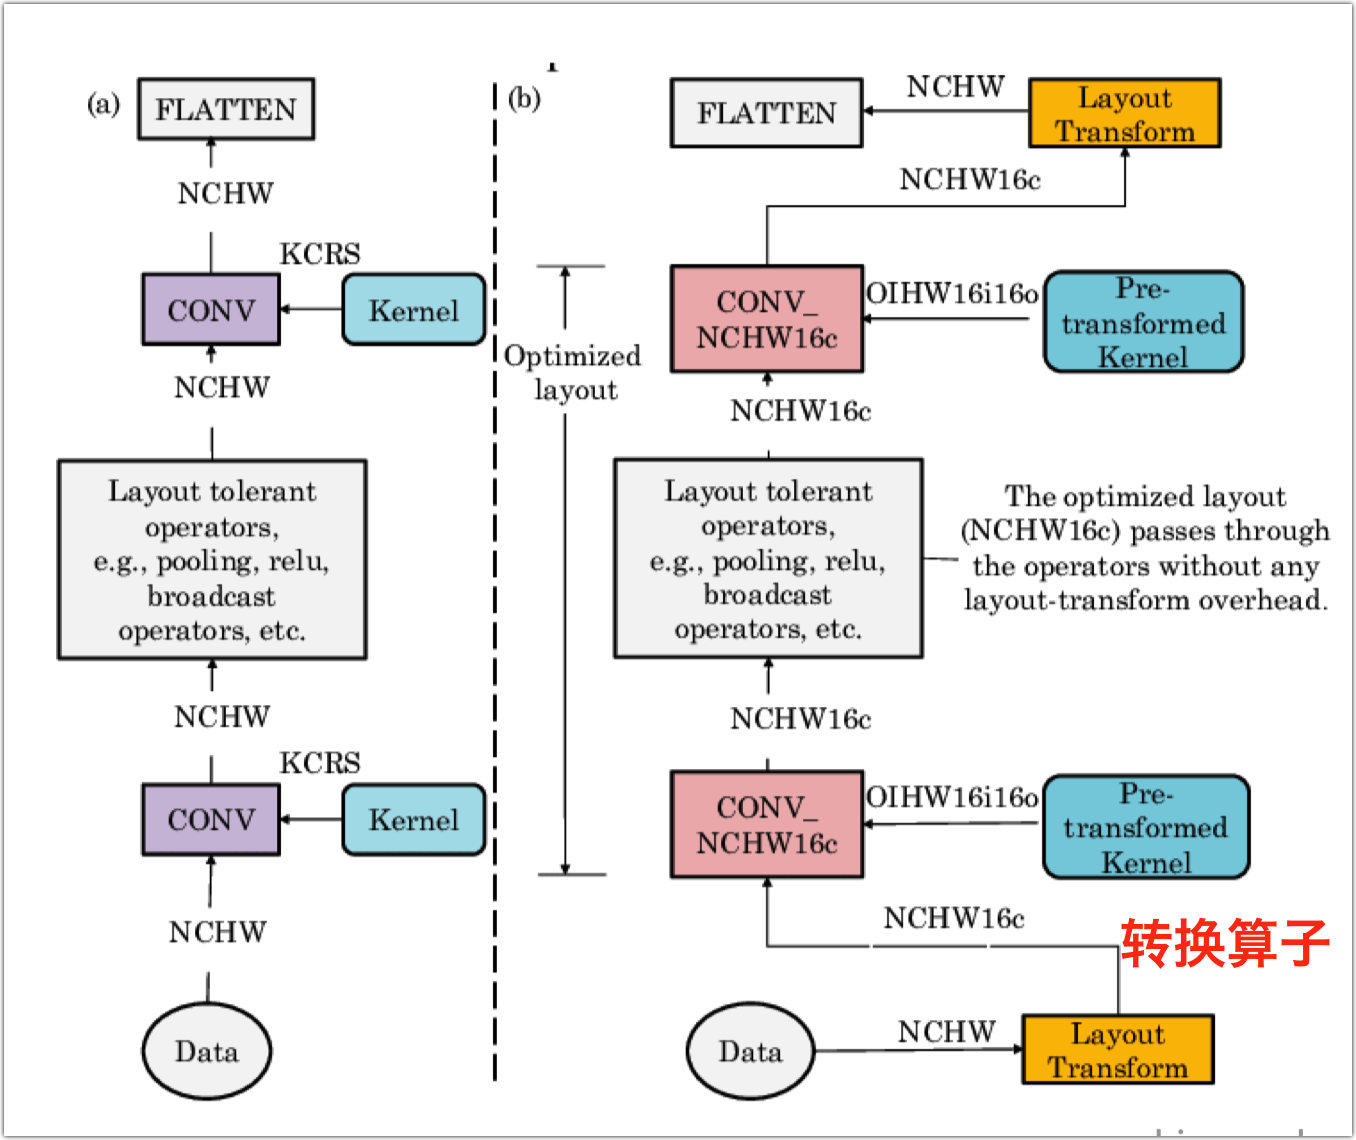 (a)
FLATTEN
NCHW
KCRS
CONV
Kernel
NCHW
Layout tolerant
operators,
e.g., pooling, relu,
broadcast
operators, etc.
NCHW
KCRS
CONV
Kernel
NCHW
Data
(b)
FLATTEN
NCHW
Layout
Transform
NCHW16c
CONV_
NCHW16c
OIHW16i16o
Pre-
transformed
Kernel
Optimized
layout
NCHW16c
Layout tolerant
operators,
e.g., pooling, relu,
broadcast
operators, etc.
The optimized layout
(NCHW16c) passes through
the operators without any
layout-transform overhead.
NCHW16c
CONV_
NCHW16c
OIHW16i16o
Pre-
transformed
Kernel
NCHW16c
转换算子
Data
NCHW
Layout
Transform